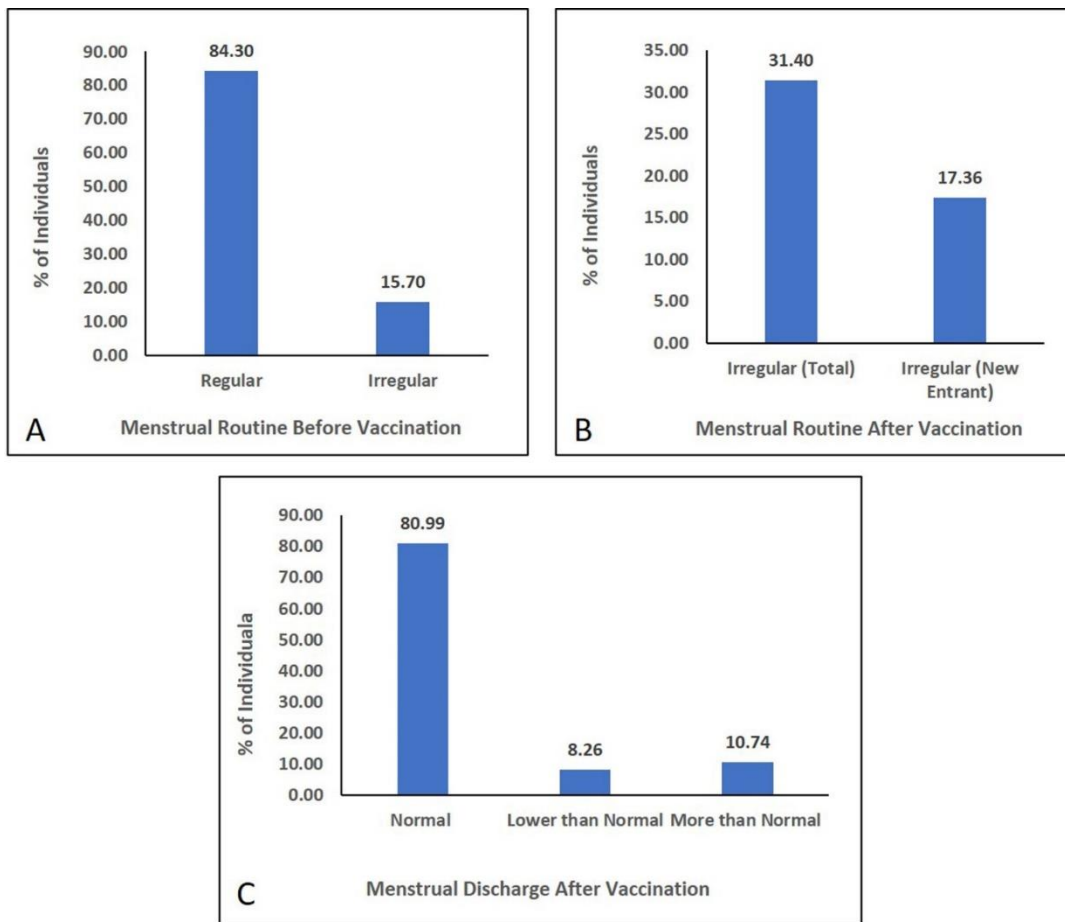 90.00
80.00
70.00
60.00
50.00
40.00
30.00
20.00
10.00
0.00
% of Individuals
84.30
15.70
Regular
Irregular
A
Menstrual Routine Before Vaccination
35.00
30.00
25.00
20.00
15.00
10.00
5.00
0.00
% of Individuals
31.40
17.36
Irregular (Total)
Irregular (New
Entrant)
B
Menstrual Routine After Vaccination
90.00
80.00
70.00
60.00
50.00
40.00
30.00
20.00
10.00
0.00
% of Individuala
80.99
8.26
10.74
Normal
Lower than Normal
More than Normal
C
Menstrual Discharge After Vaccination